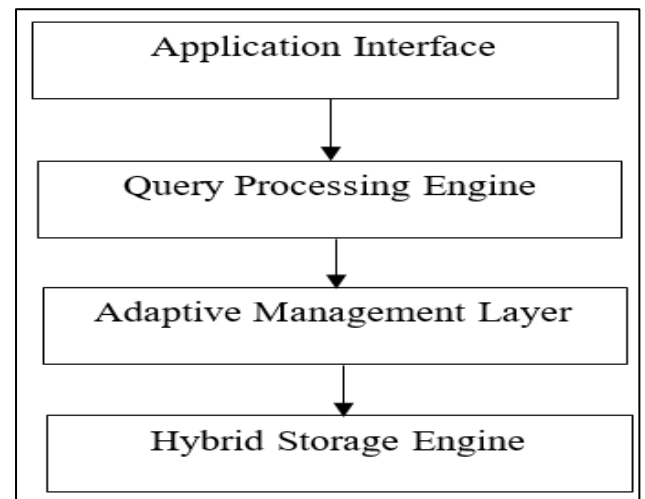 Application Interface
Query Processing Engine
Adaptive Management Layer
Hybrid Storage Engine